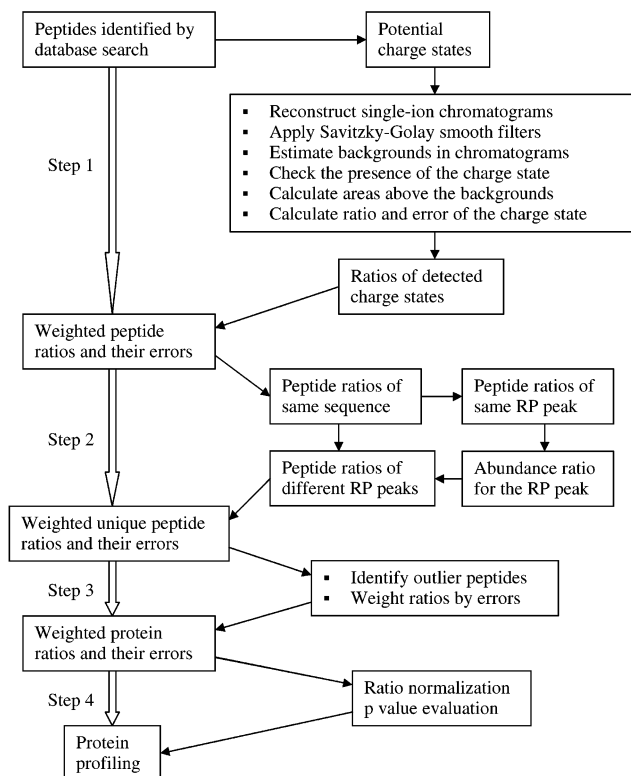 Peptides identified by
database search
Potential
charge states
▪ Reconstruct single-ion chromatograms
▪ Apply Savitzky-Golay smooth filters
▪ Estimate backgrounds in chromatograms
▪ Check the presence of the charge state
▪ Calculate areas above the backgrounds
▪ Calculate ratio and error of the charge state
Step 1
Ratios of detected
charge states
Weighted peptide
ratios and their errors
Peptide ratios of
same sequence
Peptide ratios of
same RP peak
Step 2
Peptide ratios of
different RP peaks
Abundance ratio
for the RP peak
Weighted unique peptide
ratios and their errors
Step 3
▪ Identify outlier peptides
▪ Weight ratios by errors
Weighted protein
ratios and their errors
Step 4
Ratio normalization
p value evaluation
Protein
profiling